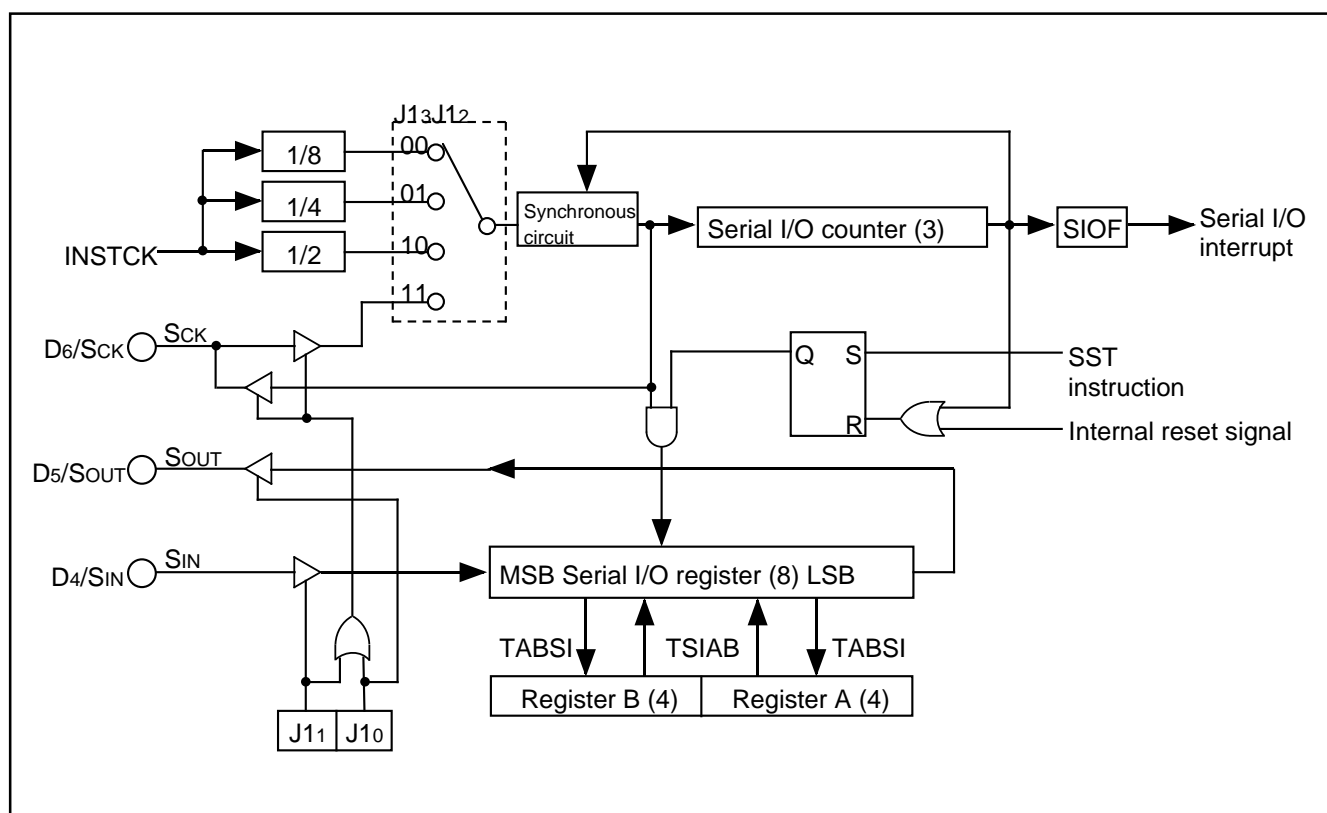 J13J12
00
1/8
01
1/4
Synchronous
circuit
Serial I/O counter (3)
SIOF
Serial I/O
interrupt
10
1/2
INSTCK
11
D6/SCK
SCK
Q
S
SST
instruction
R
Internal reset signal
D5/SOUT
SOUT
D4/SIN
SIN
MSB Serial I/O register (8) LSB
TABSI
TSIAB
TABSI
Register B (4)
Register A (4)
J11
J10